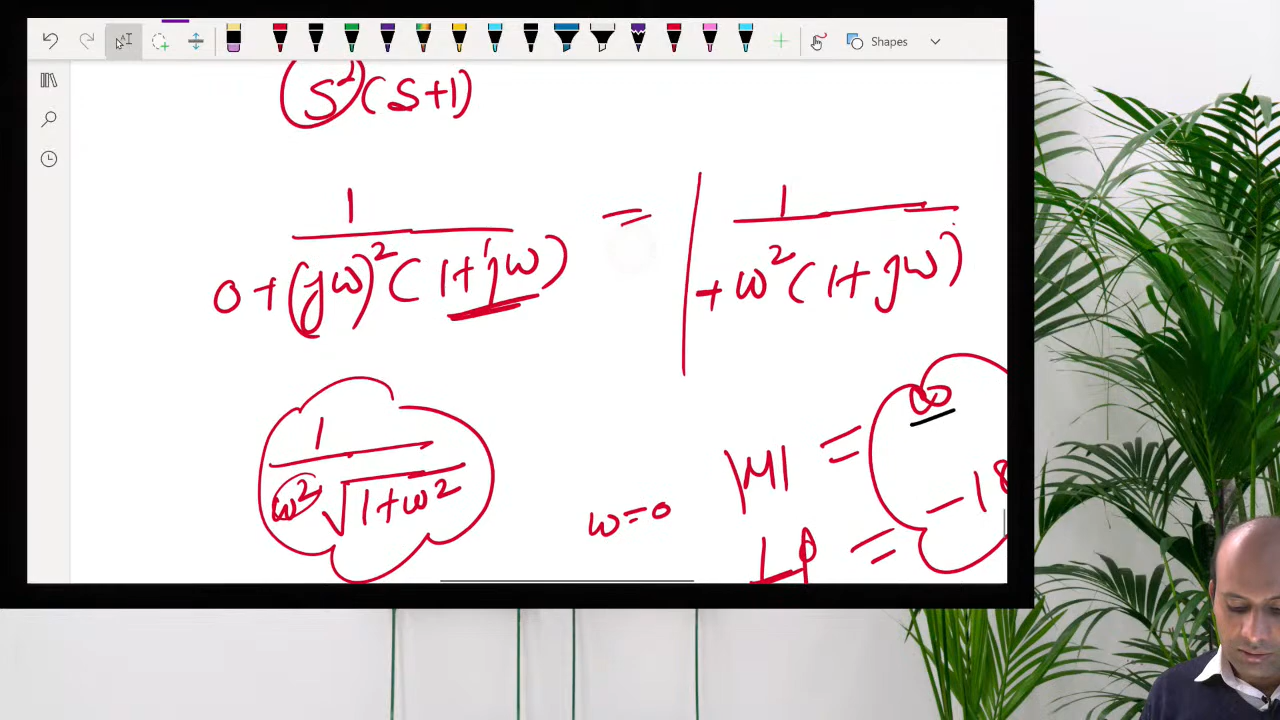 Shapes
S²(S+1)
1 / 0+(jω)²(1+jω) = | 1 / +ω²(1+jω)
1 / ω²√1+ω²
ω=0
|M| = ∞
∠φ = -18